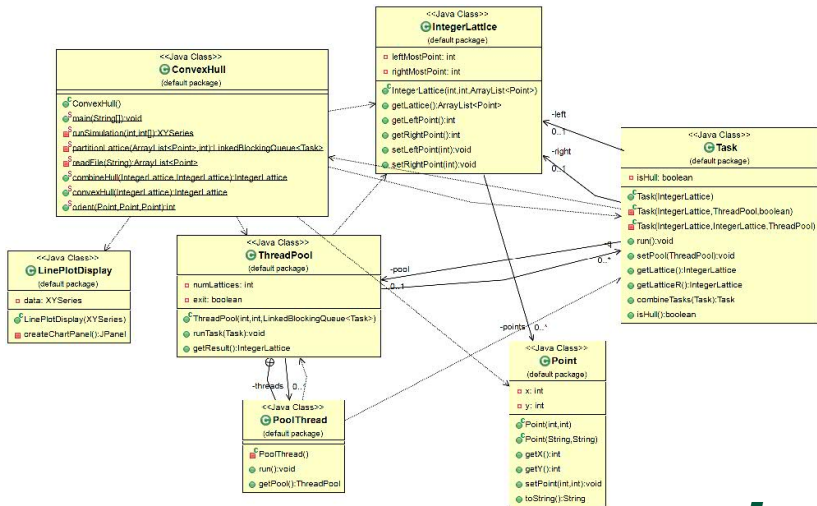 <<Java Class>>
IntegerLattice
(default package)
leftMostPoint: int
rightMostPoint: int
IntegerLattice(int,int,ArrayList<Point>)
getLattice():ArrayList<Point>
getLeftPoint():int
getRightPoint():int
setLeftPoint(int):void
setRightPoint(int):void
<<Java Class>>
ConvexHull
(default package)
ConvexHull()
main(String[]):void
runSimulation(int,int[]):XYSeries
partitionLattice(ArrayList<Point>,int):LinkedBlockingQueue<Task>
readFile(String):ArrayList<Point>
combineHull(IntegerLattice,IntegerLattice):IntegerLattice
convexHull(IntegerLattice):IntegerLattice
orient(Point,Point,Point):int
-left
0..1
-right
0..1
<<Java Class>>
Task
(default package)
isHull: boolean
Task(IntegerLattice)
Task(IntegerLattice,ThreadPool,boolean)
Task(IntegerLattice,IntegerLattice,ThreadPool)
run():void
setPool(ThreadPool):void
getLattice():IntegerLattice
getLatticeR():IntegerLattice
combineTasks(Task):Task
isHull():boolean
<<Java Class>>
LinePlotDisplay
(default package)
data: XYSeries
LinePlotDisplay(XYSeries)
createChartPanel():JPanel
<<Java Class>>
ThreadPool
(default package)
numLattices: int
exit: boolean
ThreadPool(int,int,LinkedBlockingQueue<Task>)
runTask(Task):void
getResult():IntegerLattice
-pool
0..1
-q
0..*
-points
0..*
-threads
0..*
<<Java Class>>
PoolThread
(default package)
PoolThread()
run():void
getPool():ThreadPool
<<Java Class>>
Point
(default package)
x: int
y: int
Point(int,int)
Point(String,String)
getX():int
getY():int
setPoint(int,int):void
toString():String